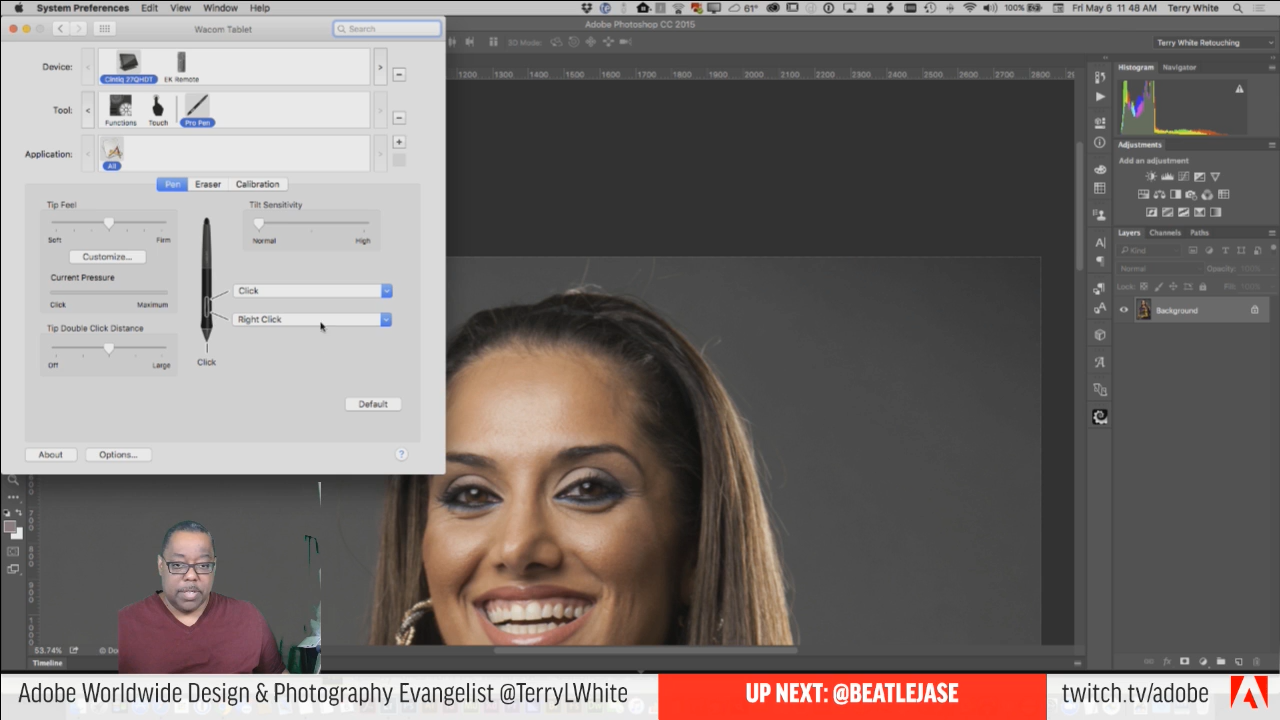 System Preferences Edit View Window Help
61° 100% Fri May 6 11:48 AM Terry White
Wacom Tablet
Search
Adobe Photoshop CC 2015
3D Mode:
Terry White Retouching
Device:
Cintiq 27QHDT
EK Remote
Tool:
Functions
Touch
Pro Pen
Application:
All
Pen
Eraser
Calibration
Tip Feel
Soft
Firm
Customize...
Current Pressure
Click
Maximum
Tip Double Click Distance
Off
Large
Tilt Sensitivity
Normal
High
Click
Right Click
Click
Default
About
Options...
?
1200 1300 1400 1500 1600 1700 1800 1900 2000 2100 2200 2300 2400 2500 2600 2700 2800
Histogram
Navigator
Adjustments
Add an adjustment
Layers
Channels
Paths
Kind
Normal
Opacity: 100%
Lock:
Fill: 100%
Background
53.74%
Timeline
Adobe Worldwide Design & Photography Evangelist @TerryLWhite
UP NEXT: @BEATLEJASE
twitch.tv/adobe